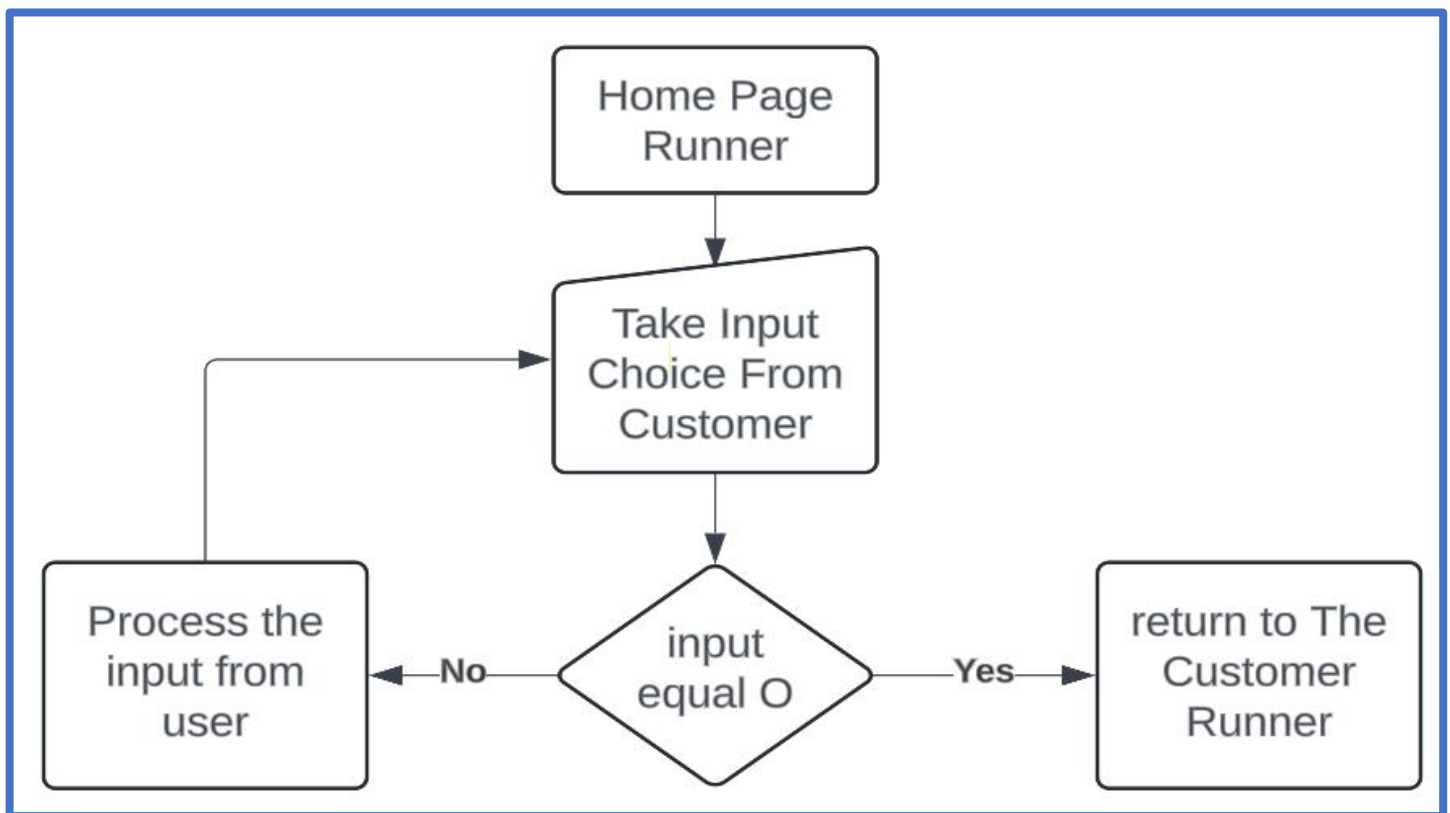 Home Page
Runner
Take Input
Choice From
Customer
Process the
input from
user
No
input
equal O
Yes
return to The
Customer
Runner